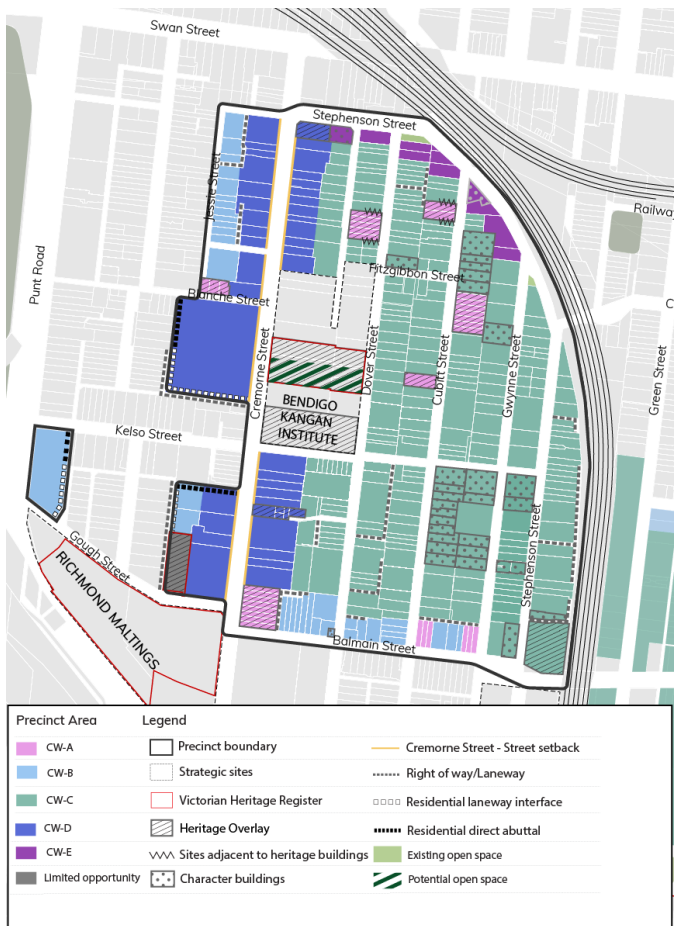 Swan Street
Stephenson Street
Jessie Street
Railway
Punt Road
Fitzgibbon Street
Blanche Street
C
Cremorne Street
Dover Street
Cubitt Street
Gwynne Street
Green Street
BENDIGO
KANGAN
INSTITUTE
Kelso Street
Stephenson Street
Gough Street
RICHMOND MALTINGS
Balmain Street
Precinct Area
Legend
CW-A
Precinct boundary
Cremorne Street - Street setback
CW-B
Strategic sites
Right of way/Laneway
CW-C
Victorian Heritage Register
Residential laneway interface
CW-D
Heritage Overlay
Residential direct abuttal
CW-E
Sites adjacent to heritage buildings
Existing open space
Limited opportunity
Character buildings
Potential open space